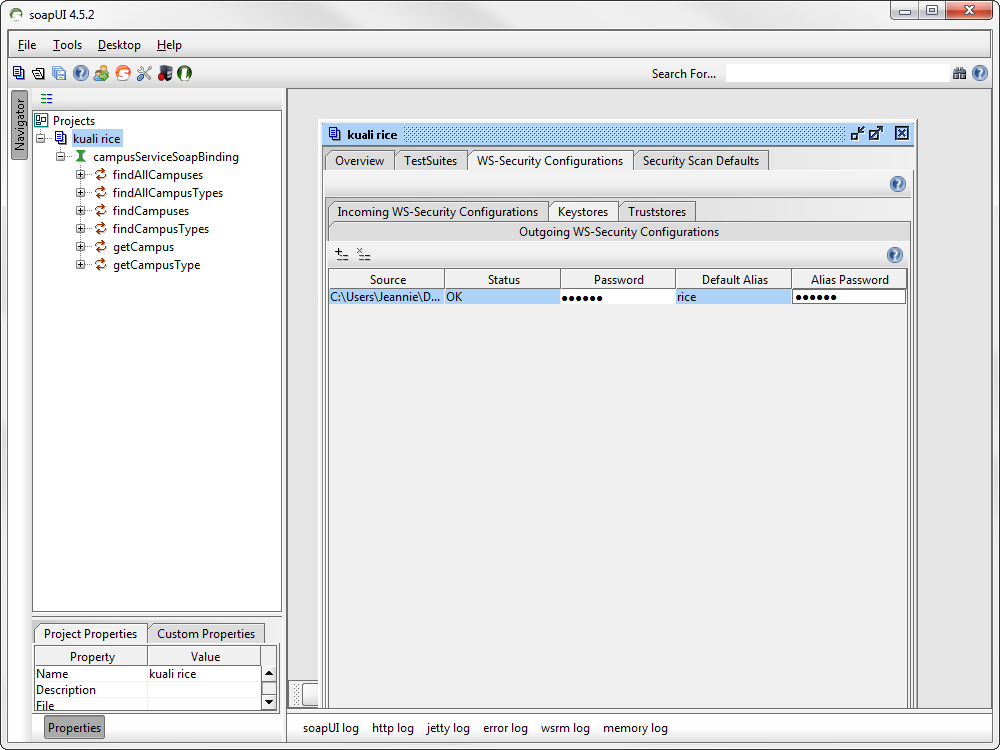 soapUI 4.5.2
File Tools Desktop Help
Search For...
Navigator
Projects
kuali rice
campusServiceSoapBinding
findAllCampuses
findAllCampusTypes
findCampuses
findCampusTypes
getCampus
getCampusType
kuali rice
Overview TestSuites WS-Security Configurations Security Scan Defaults
Incoming WS-Security Configurations Keystores Truststores
Outgoing WS-Security Configurations
Source Status Password Default Alias Alias Password
C:\Users\Jeannie\D... OK ●●●●●● rice ●●●●●●
Project Properties Custom Properties
Property Value
Name kuali rice
Description
File
Properties
soapUI log http log jetty log error log wsrm log memory log